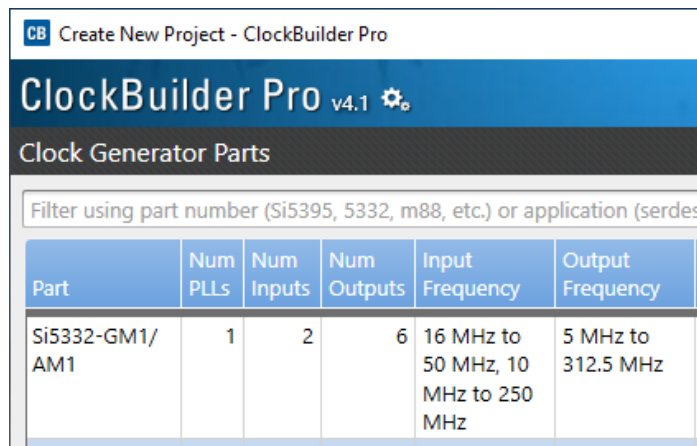 CB Create New Project - ClockBuilder Pro
ClockBuilder Pro v4.1
Clock Generator Parts
Filter using part number (Si5395, 5332, m88, etc.) or application (serdes
Part
Num PLLs
Num Inputs
Num Outputs
Input Frequency
Output Frequency
Si5332-GM1/
AM1
1
2
6
16 MHz to
50 MHz, 10
MHz to 250
MHz
5 MHz to
312.5 MHz